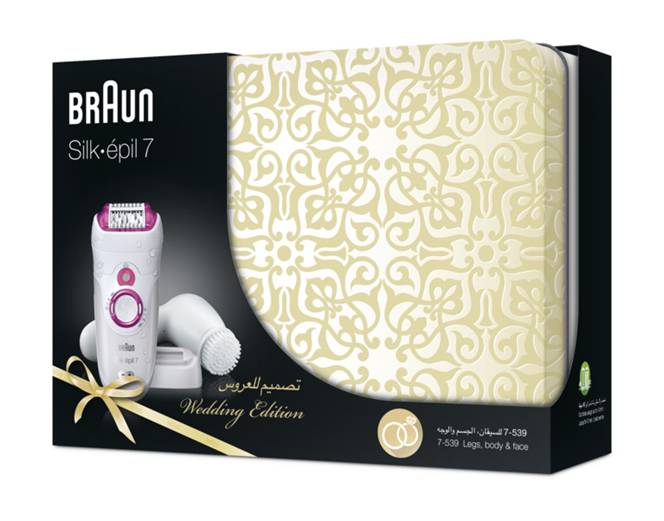 BRAUN
Silk•épil 7
BRAUN
Silk·épil 7
تصميم للعروس
Wedding Edition
7-539 للسيقان، الجسم والوجه
7-539 Legs, body & face